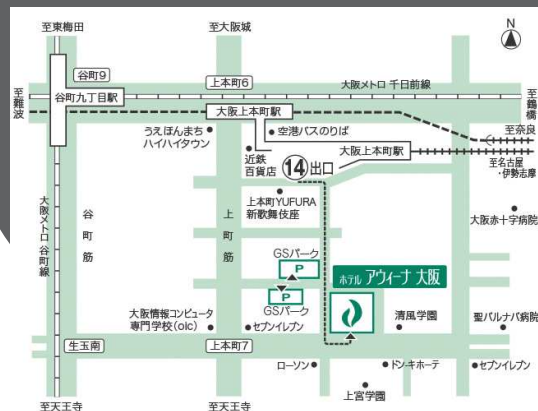 至東梅田
至大阪城
N
谷町9
上本町6
大阪メトロ 千日前線
至難波
谷町九丁目駅
大阪上本町駅
至鶴橋
うえほんまち
ハイハイタウン
空港バスのりば
至奈良
近鉄
百貨店
14出口
大阪上本町駅
至名古屋
・伊勢志摩
上本町YUFURA
新歌舞伎座
大阪メトロ谷町線
谷町筋
上町筋
大阪赤十字病院
GSパーク
P
ホテル アウィーナ 大阪
P
GSパーク
大阪情報コンピュータ
専門学校(oic)
セブンイレブン
清風学園
聖バルナバ病院
生玉南
上本町7
ローソン
ドン・キホーテ
セブンイレブン
上宮学園
至天王寺
至天王寺